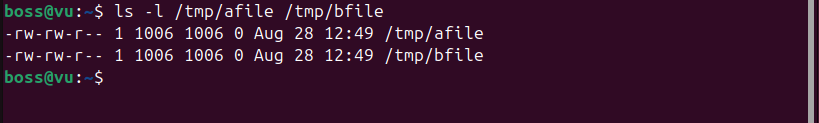 boss@vu:~$ ls -l /tmp/afile /tmp/bfile
-rw-rw-r-- 1 1006 1006 0 Aug 28 12:49 /tmp/afile
-rw-rw-r-- 1 1006 1006 0 Aug 28 12:49 /tmp/bfile
boss@vu:~$